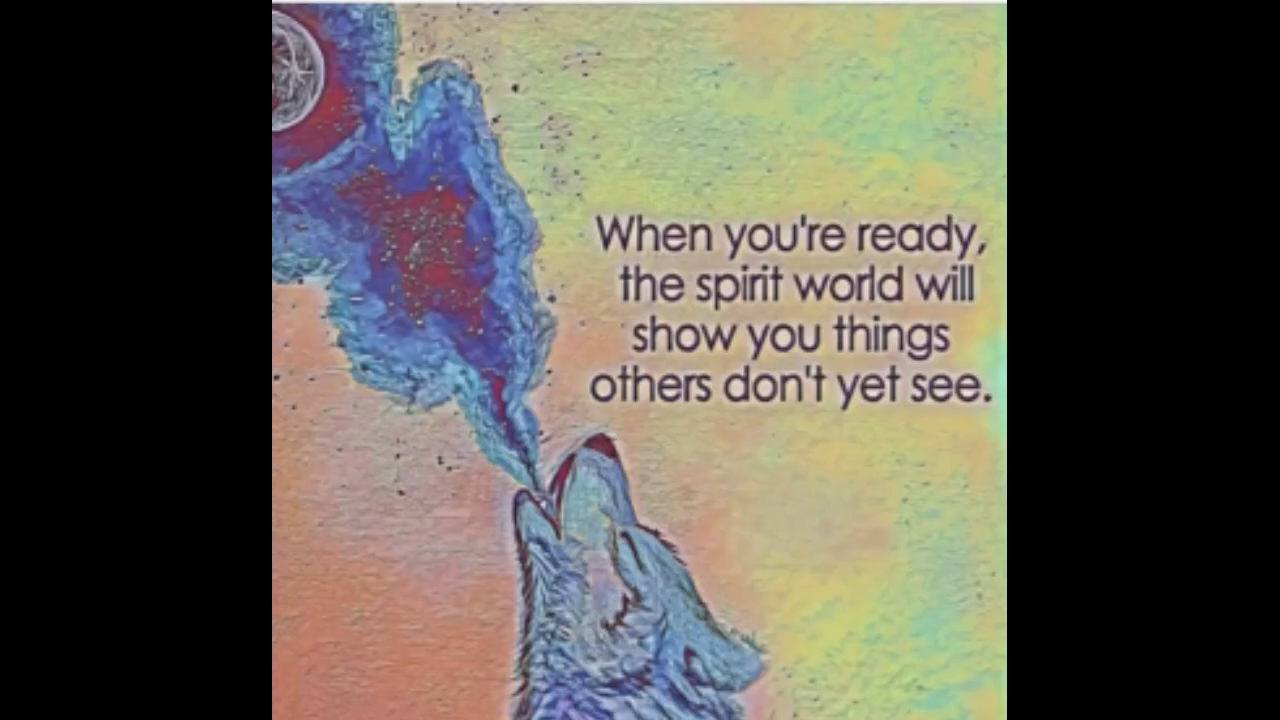 When you're ready,
the spirit world will
show you things
others don't yet see.